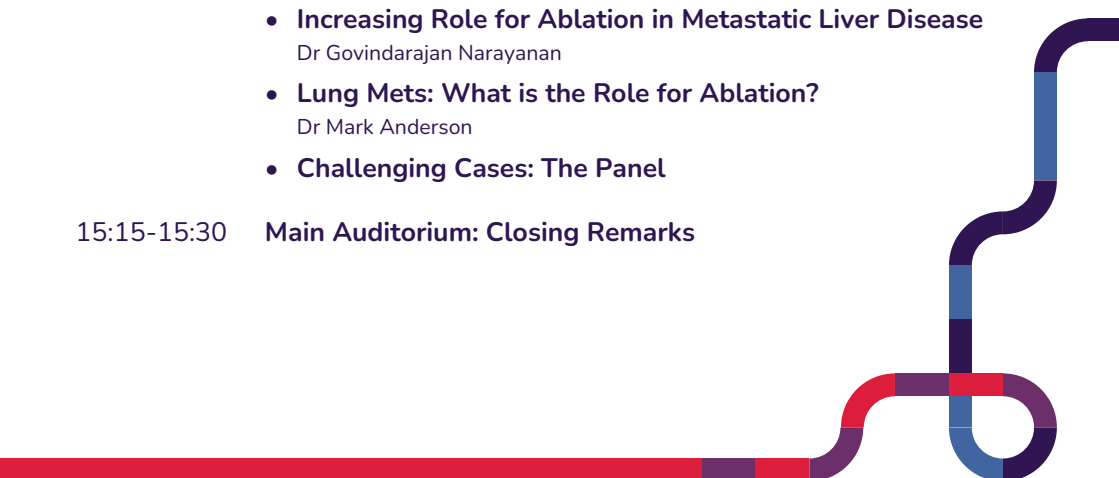 • Increasing Role for Ablation in Metastatic Liver Disease
Dr Govindarajan Narayanan
• Lung Mets: What is the Role for Ablation?
Dr Mark Anderson
• Challenging Cases: The Panel
15:15-15:30 Main Auditorium: Closing Remarks